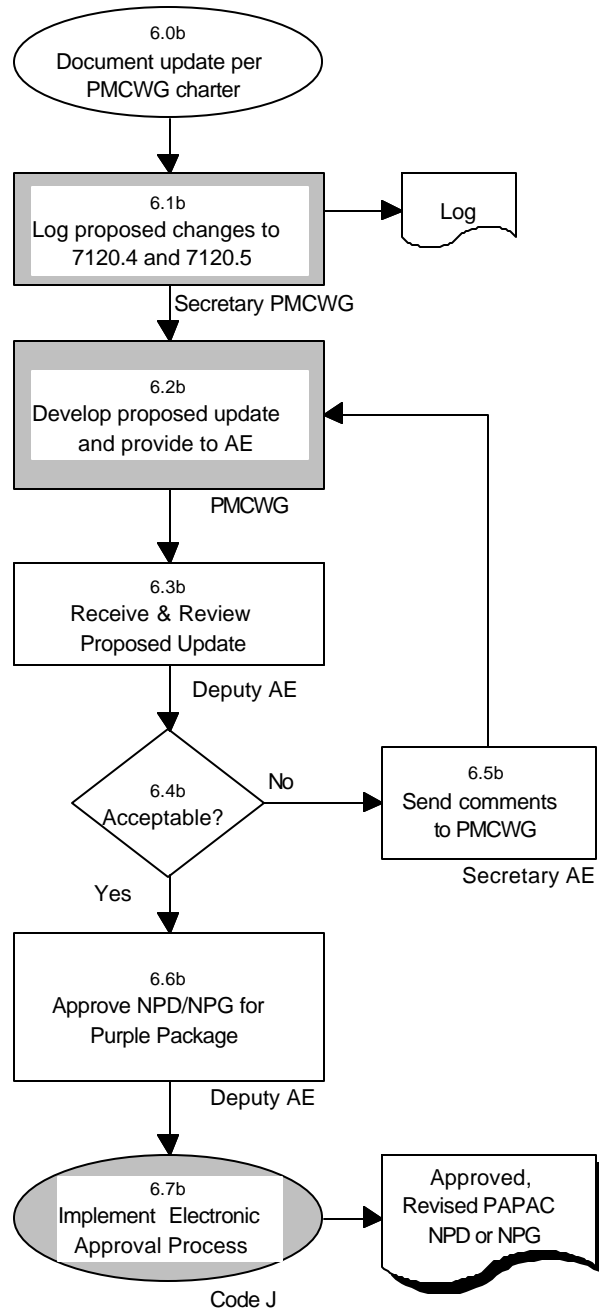 6.0b
Document update per
PMCWG charter
6.1b
Log proposed changes to
7120.4 and 7120.5
Log
Secretary PMCWG
6.2b
Develop proposed update
and provide to AE
PMCWG
6.3b
Receive & Review
Proposed Update
Deputy AE
6.4b
Acceptable?
No
6.5b
Send comments
to PMCWG
Secretary AE
Yes
6.6b
Approve NPD/NPG for
Purple Package
Deputy AE
6.7b
Implement Electronic
Approval Process
Approved,
Revised PAPAC
NPD or NPG
Code J